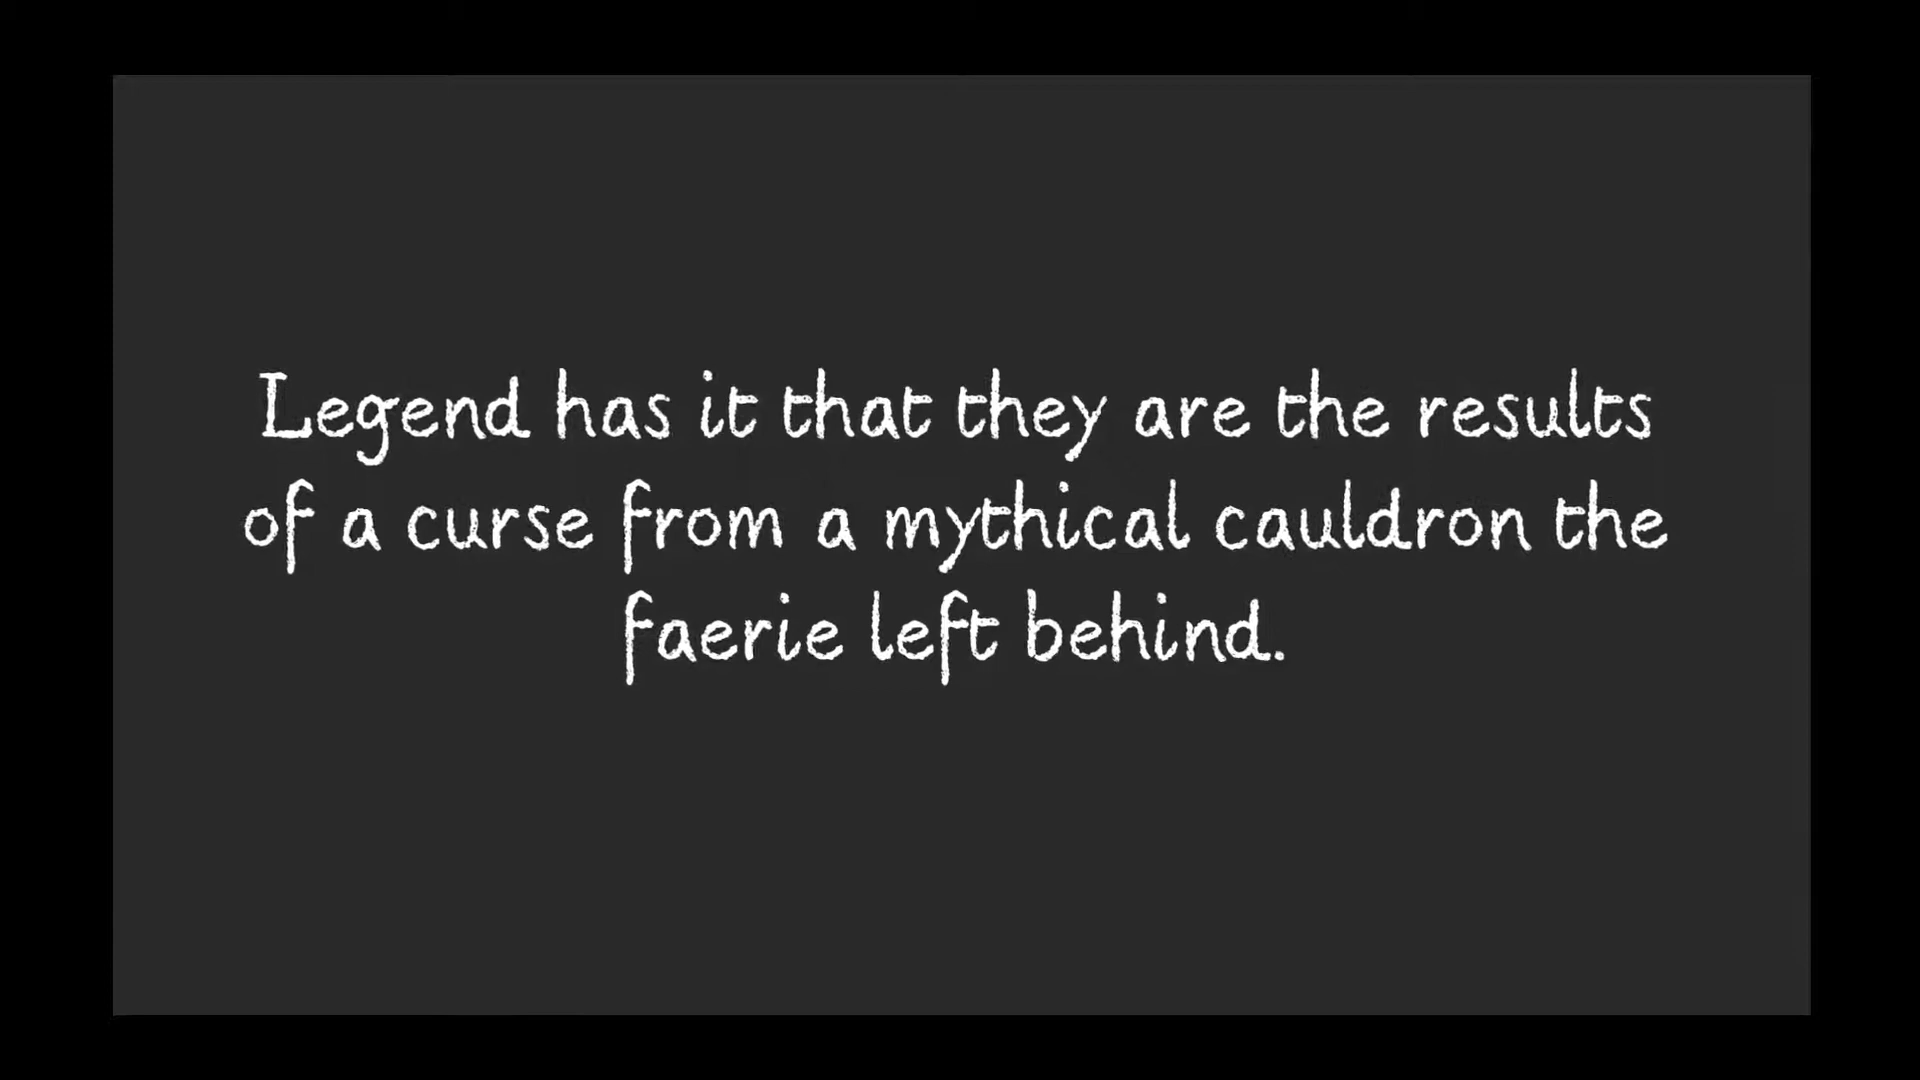 Legend has it that they are the results
of a curse from a mythical cauldron the
faerie left behind.